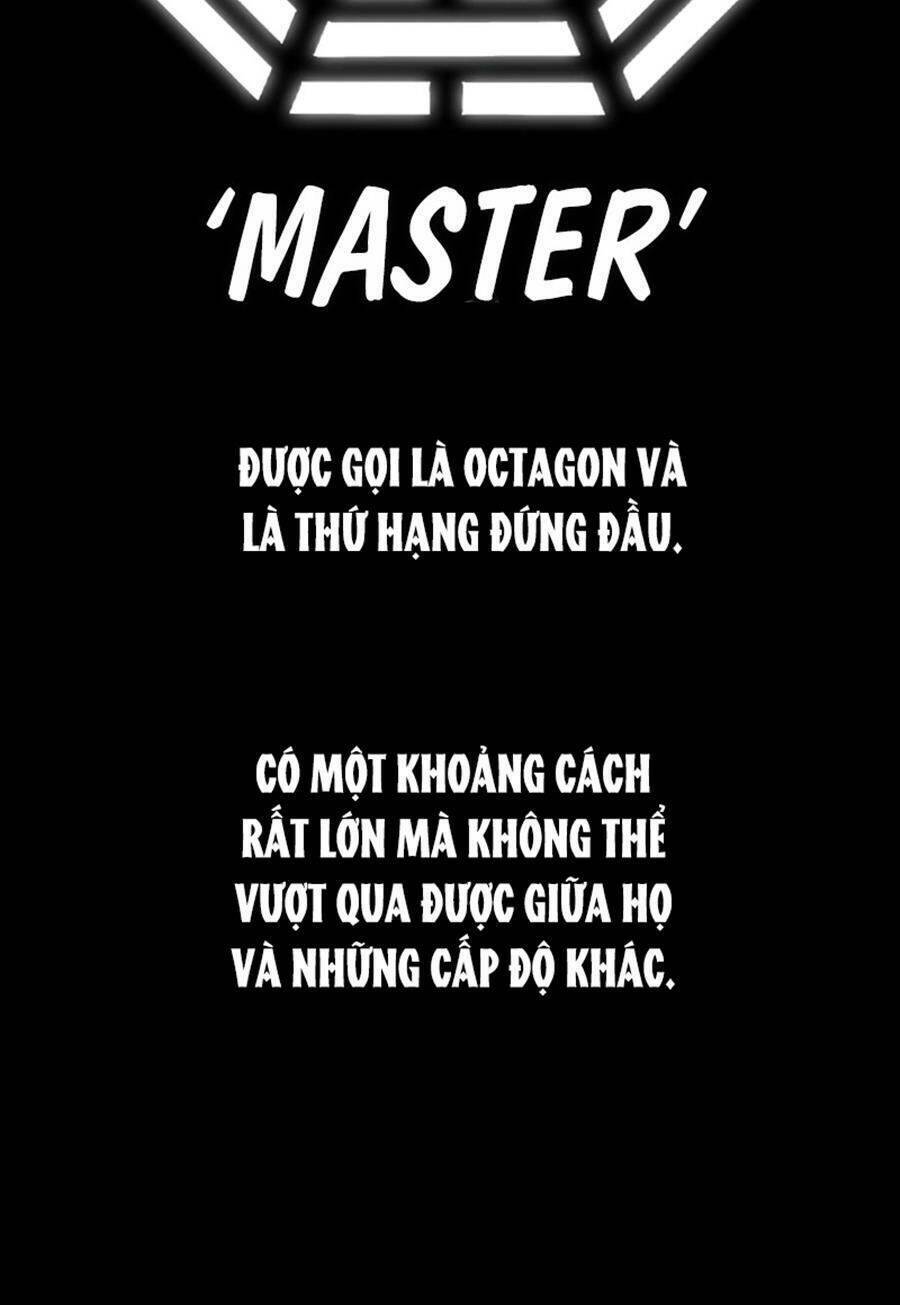 'MASTER'
ĐƯỢC GỌI LÀ OCTAGON VÀ
LÀ THỨ HẠNG ĐỨNG ĐẦU.
CÓ MỘT KHOẢNG CÁCH
RẤT LỚN MÀ KHÔNG THỂ
VƯỢT QUA ĐƯỢC GIỮA HỌ
VÀ NHỮNG CẤP ĐỘ KHÁC.